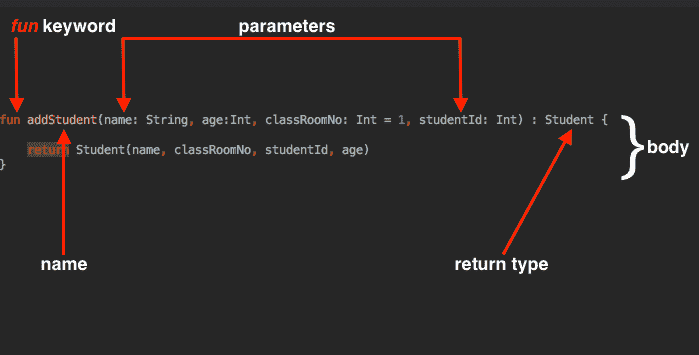 fun keyword
parameters
fun addStudent(name: String, age:Int, classRoomNo: Int = 1, studentId: Int) : Student {
return Student(name, classRoomNo, studentId, age)
}
body
name
return type